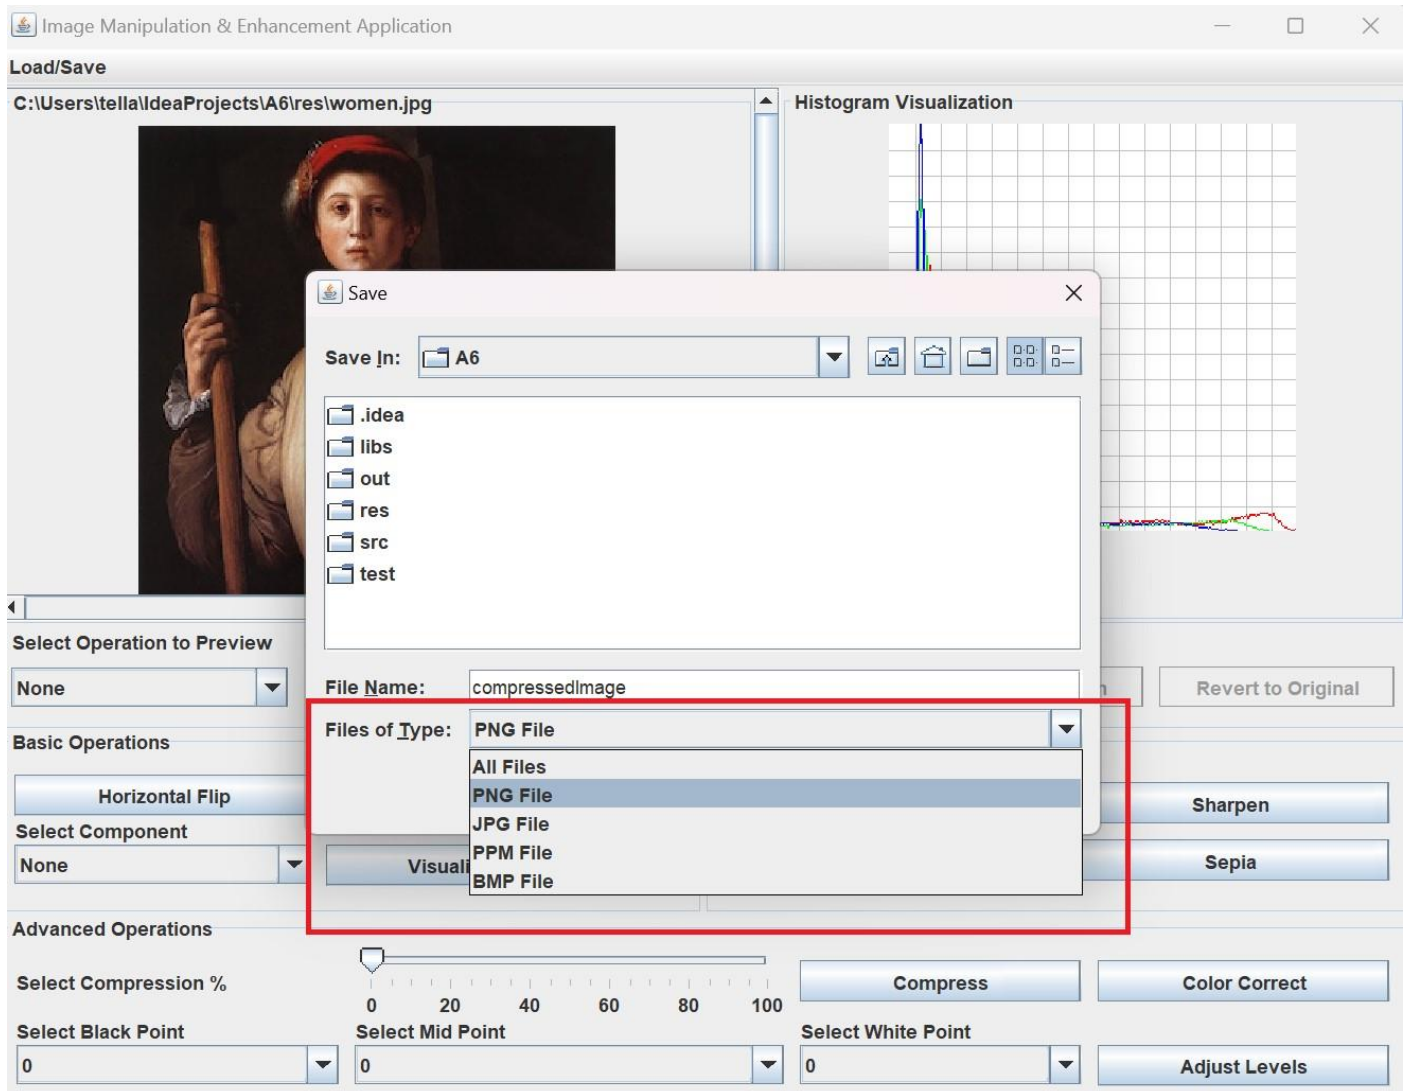 Image Manipulation & Enhancement Application
Load/Save
C:\Users\tella\IdeaProjects\A6\res\women.jpg
Histogram Visualization
Save
Save In:
A6
.idea
libs
out
res
src
test
File Name:
compressedImage
Files of Type:
PNG File
All Files
PNG File
JPG File
PPM File
BMP File
Select Operation to Preview
None
Revert to Original
Basic Operations
Horizontal Flip
Sharpen
Select Component
None
Sepia
Advanced Operations
Select Compression %
0 20 40 60 80 100
Compress
Color Correct
Select Black Point
Select Mid Point
Select White Point
0
0
0
Adjust Levels